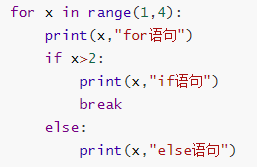 for x in range(1,4):
    print(x,"for语句")
    if x>2:
        print(x,"if语句")
        break
    else:
        print(x,"else语句")